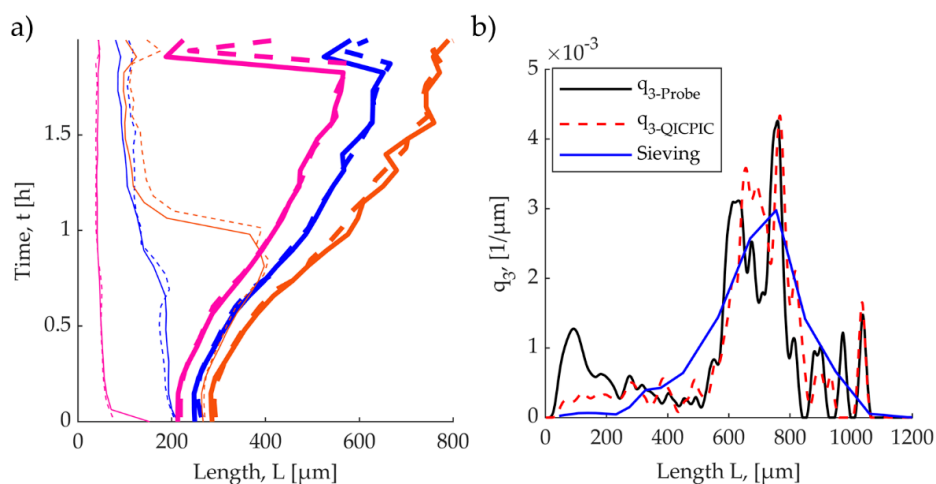 a)
Time, t [h]
1.5
1
0.5
0
0
200
400
600
800
Length, L [µm]
b)
×10⁻³
q₃, [1/µm]
5
4
3
2
1
0
q₃₋Probe
q₃₋QICPIC
Sieving
0
200
400
600
800
1000
1200
Length L, [µm]